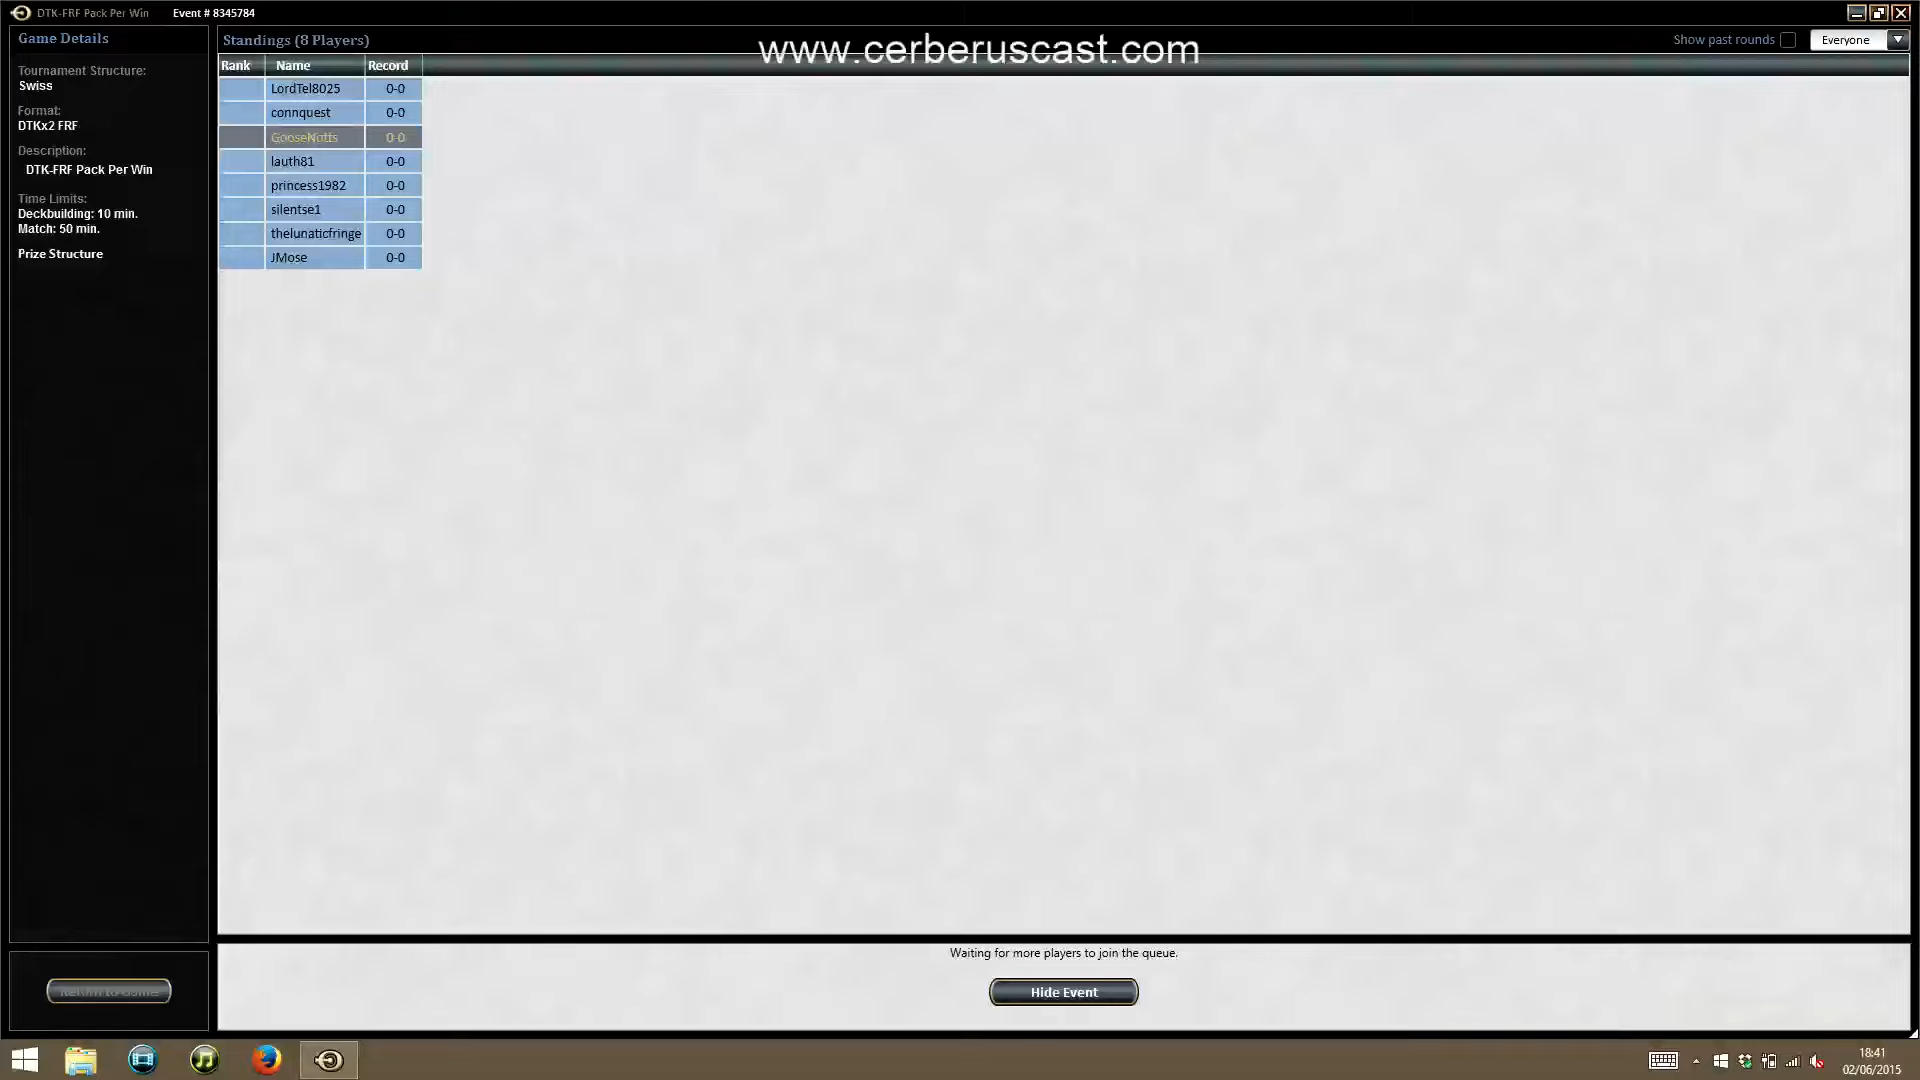 DTK-FRF Pack Per Win Event # 8345784
Game Details
Tournament Structure:
Swiss
Format:
DTKx2 FRF
Description:
DTK-FRF Pack Per Win
Time Limits:
Deckbuilding: 10 min.
Match: 50 min.
Prize Structure
Standings (8 Players)
www.cerberuscast.com
Show past rounds
Everyone
Rank Name Record
LordTel8025 0-0
connquest 0-0
GooseNotts 0-0
lauth81 0-0
princess1982 0-0
silentse1 0-0
thelunaticfringe 0-0
JMose 0-0
Waiting for more players to join the queue.
Hide Event
Return to Game
18:41
02/06/2015